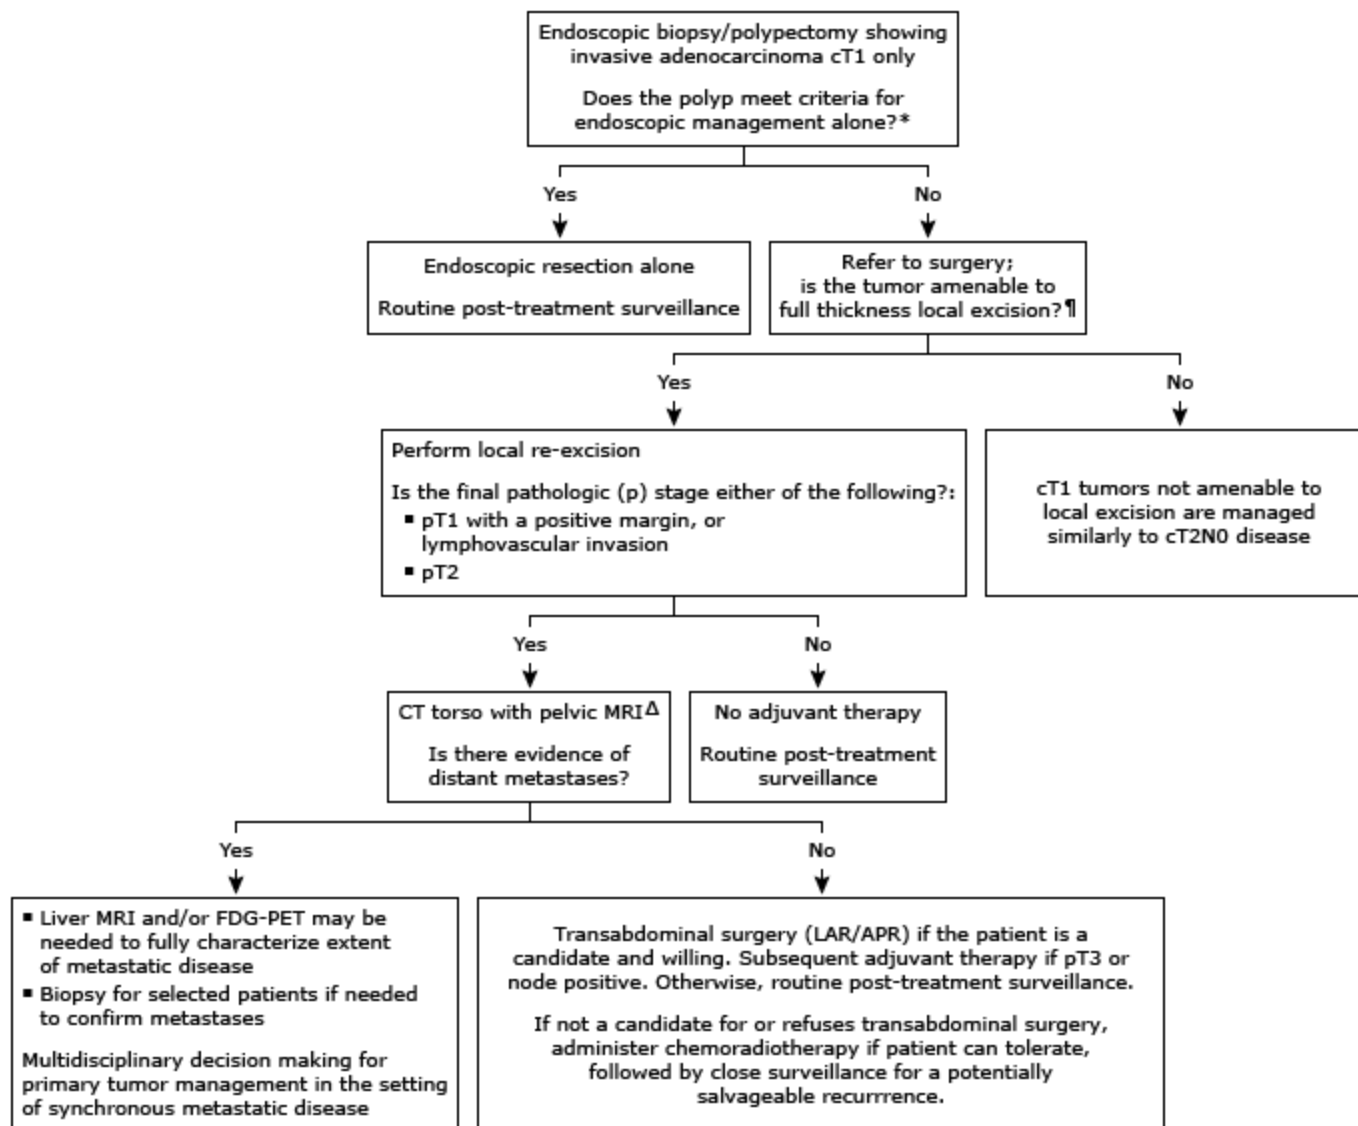 Endoscopic biopsy/polypectomy showing
invasive adenocarcinoma cT1 only
Does the polyp meet criteria for
endoscopic management alone?*
Yes
No
Endoscopic resection alone
Routine post-treatment surveillance
Refer to surgery;
is the tumor amenable to
full thickness local excision?¶
Yes
No
Perform local re-excision
Is the final pathologic (p) stage either of the following?:
▪ pT1 with a positive margin, or
lymphovascular invasion
▪ pT2
cT1 tumors not amenable to
local excision are managed
similarly to cT2N0 disease
Yes
No
CT torso with pelvic MRIΔ
Is there evidence of
distant metastases?
No adjuvant therapy
Routine post-treatment
surveillance
Yes
No
▪ Liver MRI and/or FDG-PET may be
needed to fully characterize extent
of metastatic disease
▪ Biopsy for selected patients if needed
to confirm metastases
Multidisciplinary decision making for
primary tumor management in the setting
of synchronous metastatic disease
Transabdominal surgery (LAR/APR) if the patient is a
candidate and willing. Subsequent adjuvant therapy if pT3 or
node positive. Otherwise, routine post-treatment surveillance.
If not a candidate for or refuses transabdominal surgery,
administer chemoradiotherapy if patient can tolerate,
followed by close surveillance for a potentially
salvageable recurrrence.